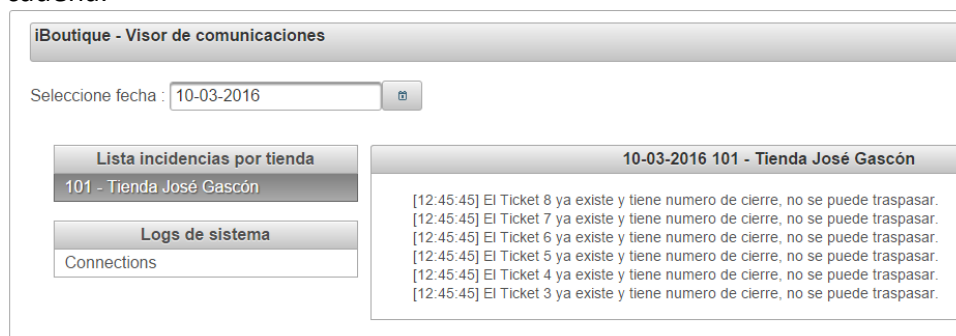 iBoutique - Visor de comunicaciones
Seleccione fecha : 10-03-2016
Lista incidencias por tienda
101 - Tienda José Gascón
Logs de sistema
Connections
10-03-2016 101 - Tienda José Gascón
[12:45:45] El Ticket 8 ya existe y tiene numero de cierre, no se puede traspasar.
[12:45:45] El Ticket 7 ya existe y tiene numero de cierre, no se puede traspasar.
[12:45:45] El Ticket 6 ya existe y tiene numero de cierre, no se puede traspasar.
[12:45:45] El Ticket 5 ya existe y tiene numero de cierre, no se puede traspasar.
[12:45:45] El Ticket 4 ya existe y tiene numero de cierre, no se puede traspasar.
[12:45:45] El Ticket 3 ya existe y tiene numero de cierre, no se puede traspasar.